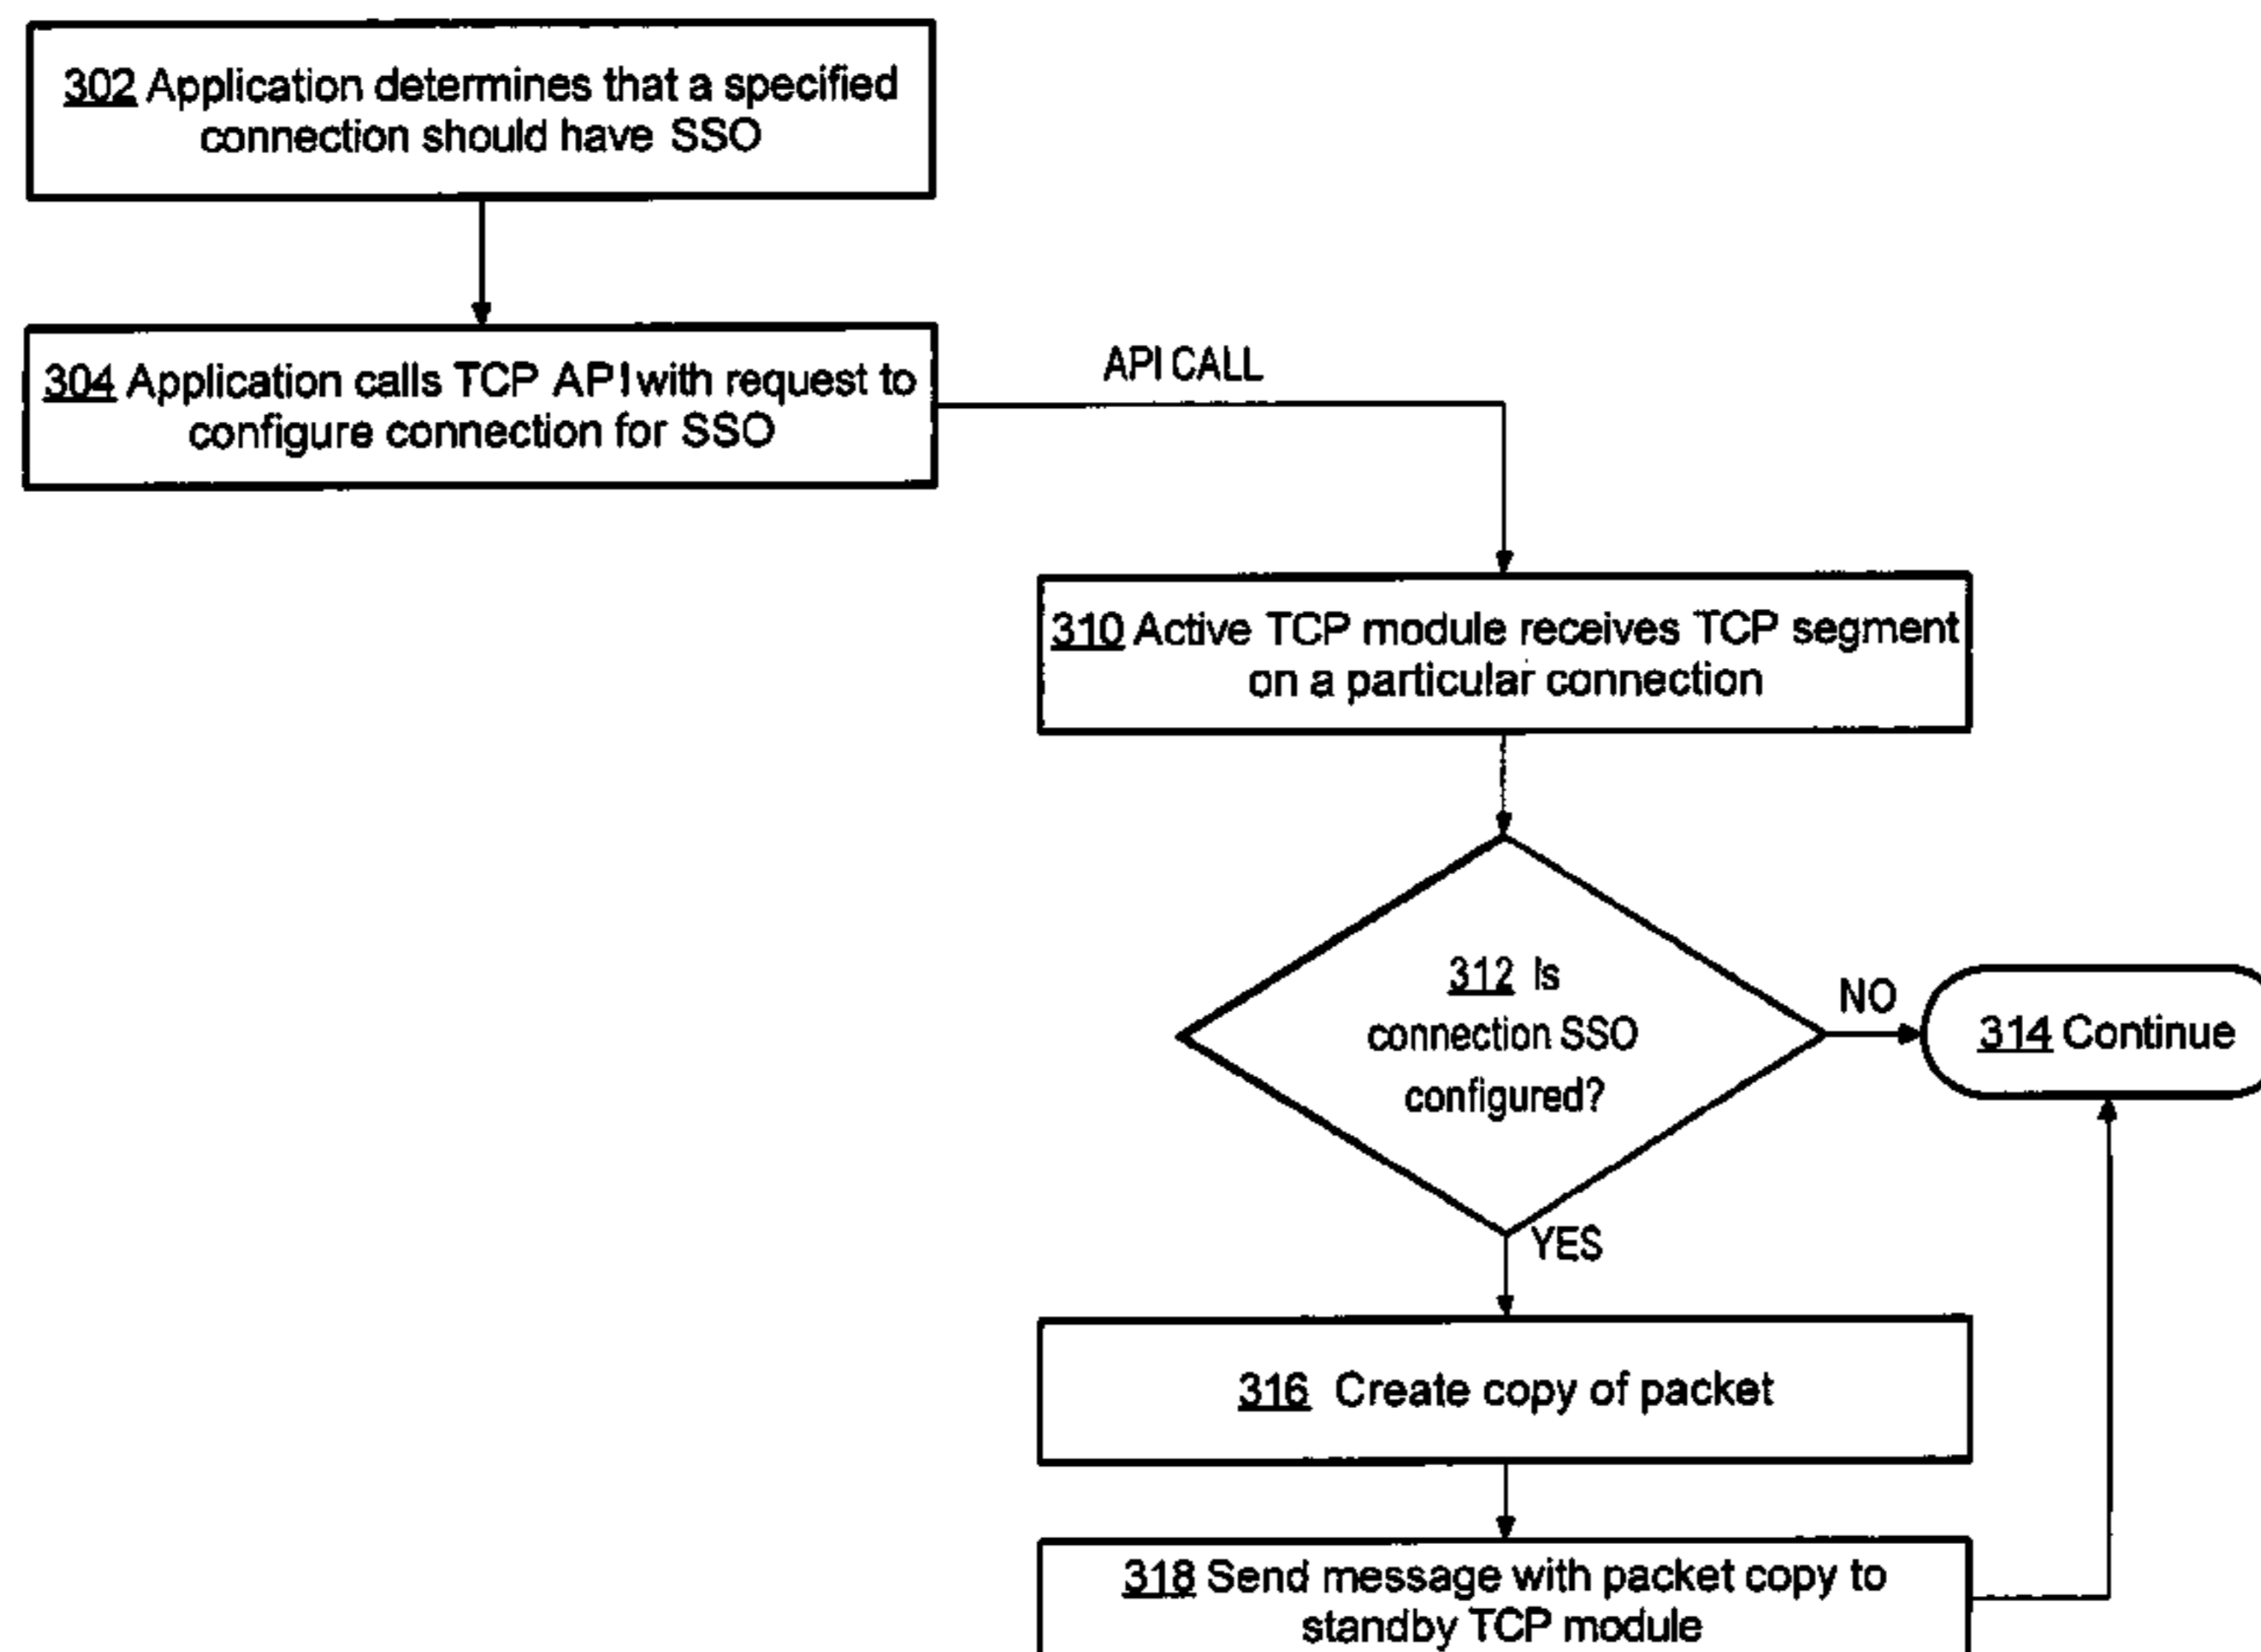 302 Application determines that a specified
connection should have SSO
304 Application calls TCP API with request to
configure connection for SSO
API CALL
310 Active TCP module receives TCP segment
on a particular connection
312 Is
connection SSO
configured?
NO
314 Continue
YES
316 Create copy of packet
318 Send message with packet copy to
standby TCP module